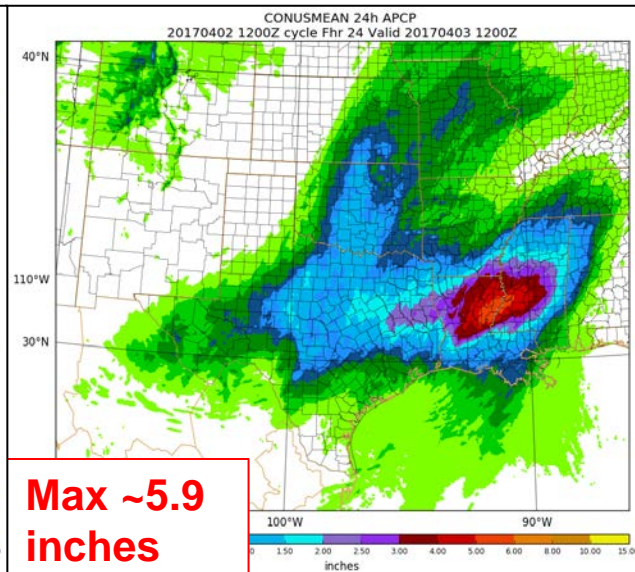 CONUSMEAN 24h APCP
20170402 1200Z cycle Fhr 24 Valid 20170403 1200Z
40°N
110°W
30°N
100°W
90°W
Max ~5.9
inches
1.50 2.00 2.50 3.00 4.00 5.00 6.00 8.00 10.00 15.0
inches